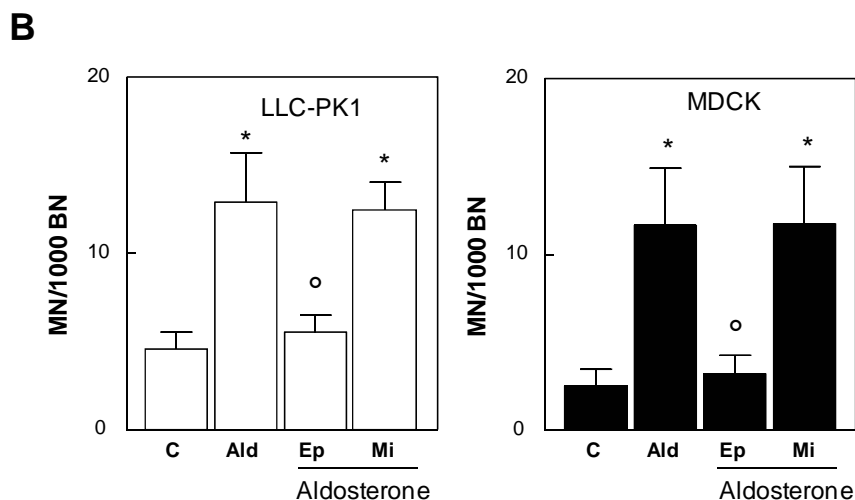 B
LLC-PK1
MN/1000 BN
20
10
0
*
*
C Ald Ep Mi
Aldosterone
MDCK
MN/1000 BN
20
10
0
*
*
C Ald Ep Mi
Aldosterone